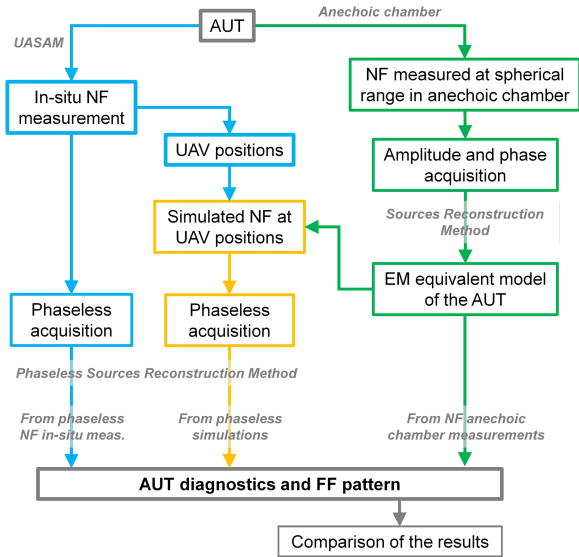 Anechoic chamber
AUT
UASAM
In-situ NF
measurement
NF measured at spherical
range in anechoic chamber
UAV positions
Amplitude and phase
acquisition
Simulated NF at
UAV positions
Sources Reconstruction
Method
EM equivalent model
of the AUT
Phaseless
acquisition
Phaseless
acquisition
Phaseless Sources Reconstruction Method
From phaseless
NF in-situ meas.
From phaseless
simulations
From NF anechoic
chamber measurements
AUT diagnostics and FF pattern
Comparison of the results